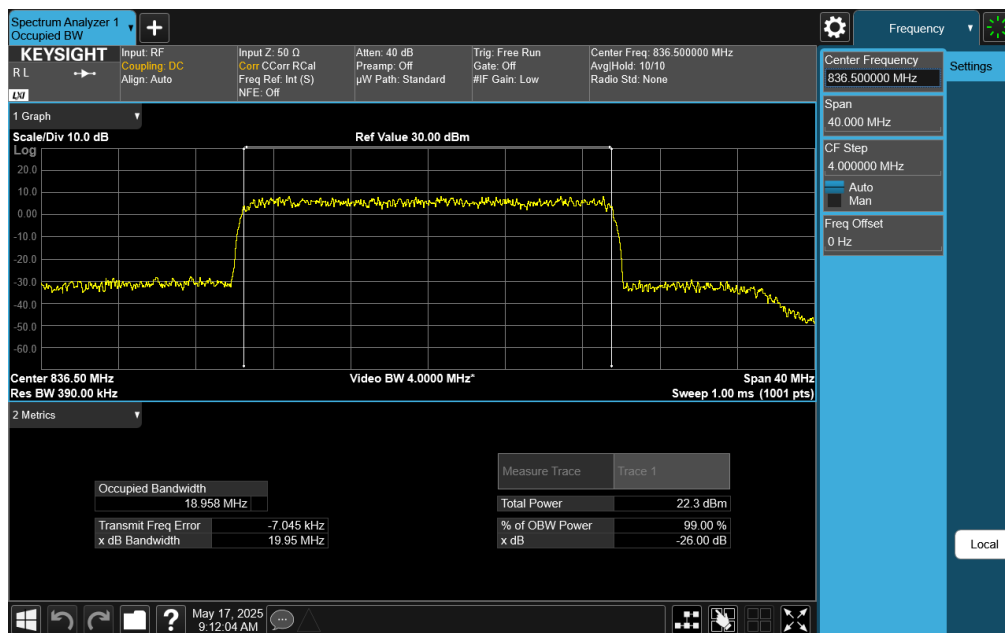 Spectrum Analyzer 1
Occupied BW
Frequency
KEYSIGHT
R L
LXI
Input: RF
Coupling: DC
Align: Auto
Input Z: 50 Ω
Corr CCorr RCal
Freq Ref: Int (S)
NFE: Off
Atten: 40 dB
Preamp: Off
µW Path: Standard
Trig: Free Run
Gate: Off
#IF Gain: Low
Center Freq: 836.500000 MHz
Avg|Hold: 10/10
Radio Std: None
Center Frequency
836.500000 MHz
Settings
Span
40.000 MHz
CF Step
4.000000 MHz
Auto
Man
Freq Offset
0 Hz
Local
1 Graph
Scale/Div 10.0 dB
Ref Value 30.00 dBm
Log
20.0
10.0
0.00
-10.0
-20.0
-30.0
-40.0
-50.0
-60.0
Center 836.50 MHz
Video BW 4.0000 MHz*
Span 40 MHz
Res BW 390.00 kHz
Sweep 1.00 ms (1001 pts)
2 Metrics
Measure Trace Trace 1
Occupied Bandwidth
18.958 MHz
Total Power 22.3 dBm
Transmit Freq Error -7.045 kHz
% of OBW Power 99.00 %
x dB Bandwidth 19.95 MHz
x dB -26.00 dB
?
May 17, 2025
9:12:04 AM